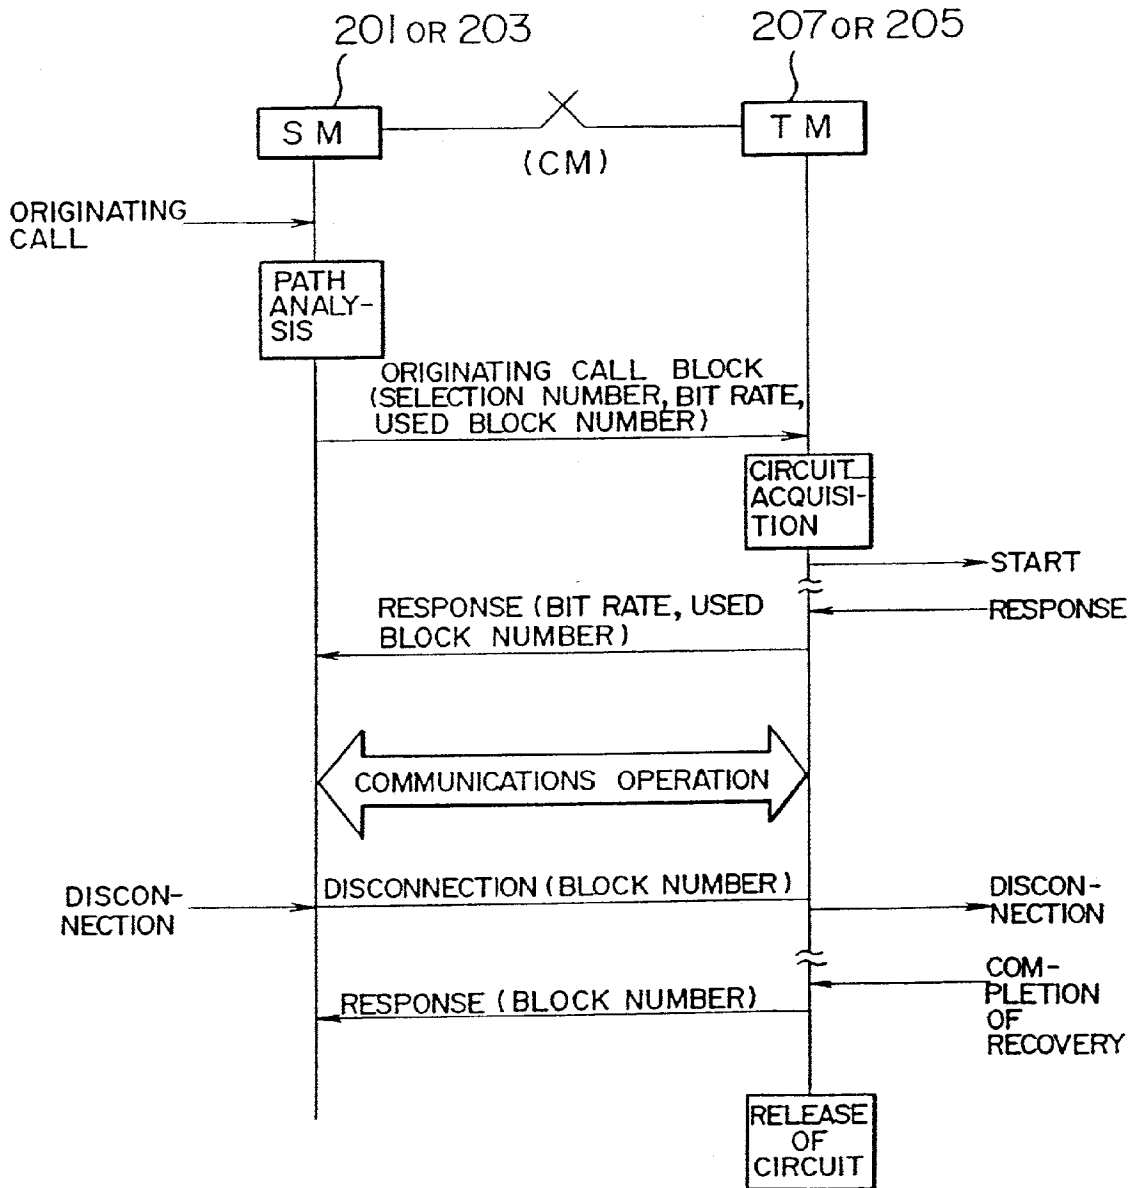 201 OR 203
207 OR 205
SM
TM
(CM)
ORIGINATING
CALL
PATH
ANALY-
SIS
ORIGINATING CALL BLOCK
(SELECTION NUMBER, BIT RATE,
USED BLOCK NUMBER)
CIRCUIT
ACQUISI-
TION
START
RESPONSE
RESPONSE (BIT RATE, USED
BLOCK NUMBER)
COMMUNICATIONS OPERATION
DISCON-
NECTION
DISCONNECTION (BLOCK NUMBER)
DISCON-
NECTION
COM-
PLETION
OF
RECOVERY
RESPONSE (BLOCK NUMBER)
RELEASE
OF
CIRCUIT